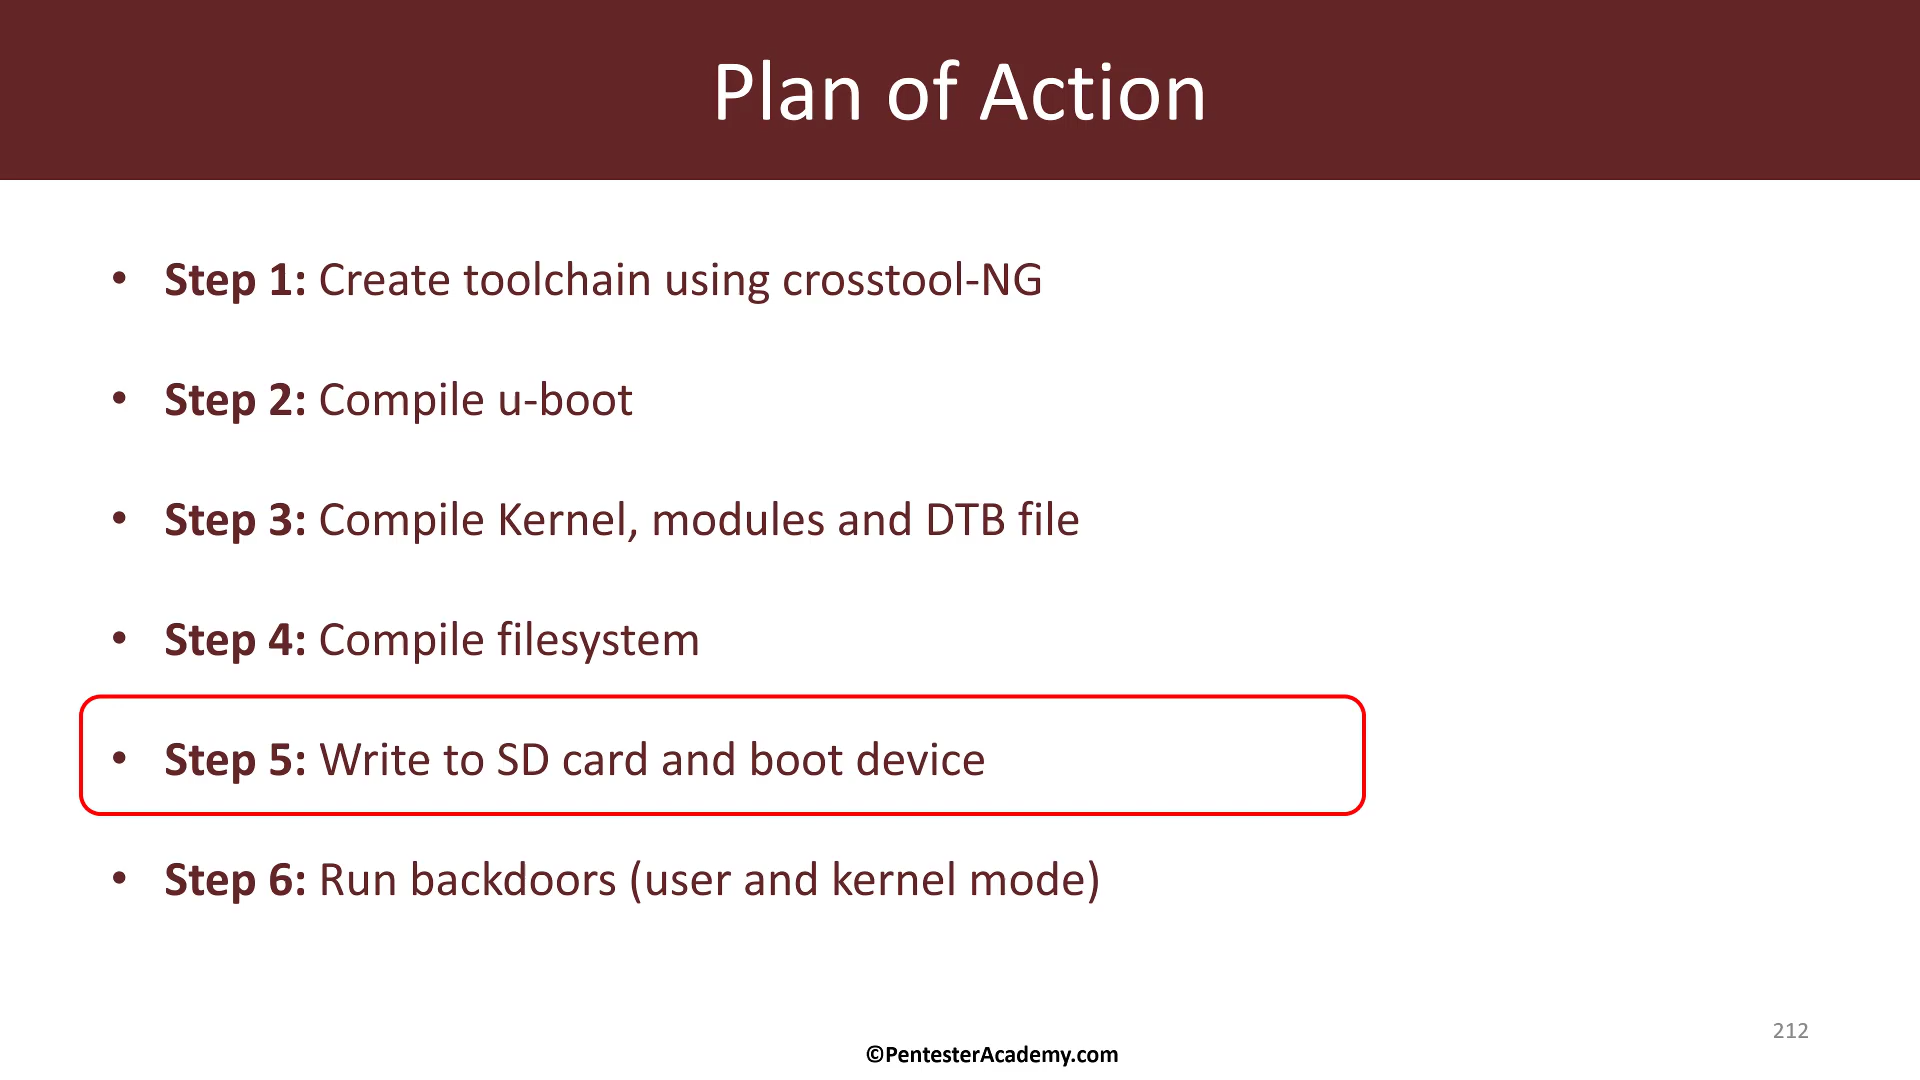 Plan of Action
• Step 1: Create toolchain using crosstool-NG
• Step 2: Compile u-boot
• Step 3: Compile Kernel, modules and DTB file
• Step 4: Compile filesystem
• Step 5: Write to SD card and boot device
• Step 6: Run backdoors (user and kernel mode)
212
©PentesterAcademy.com